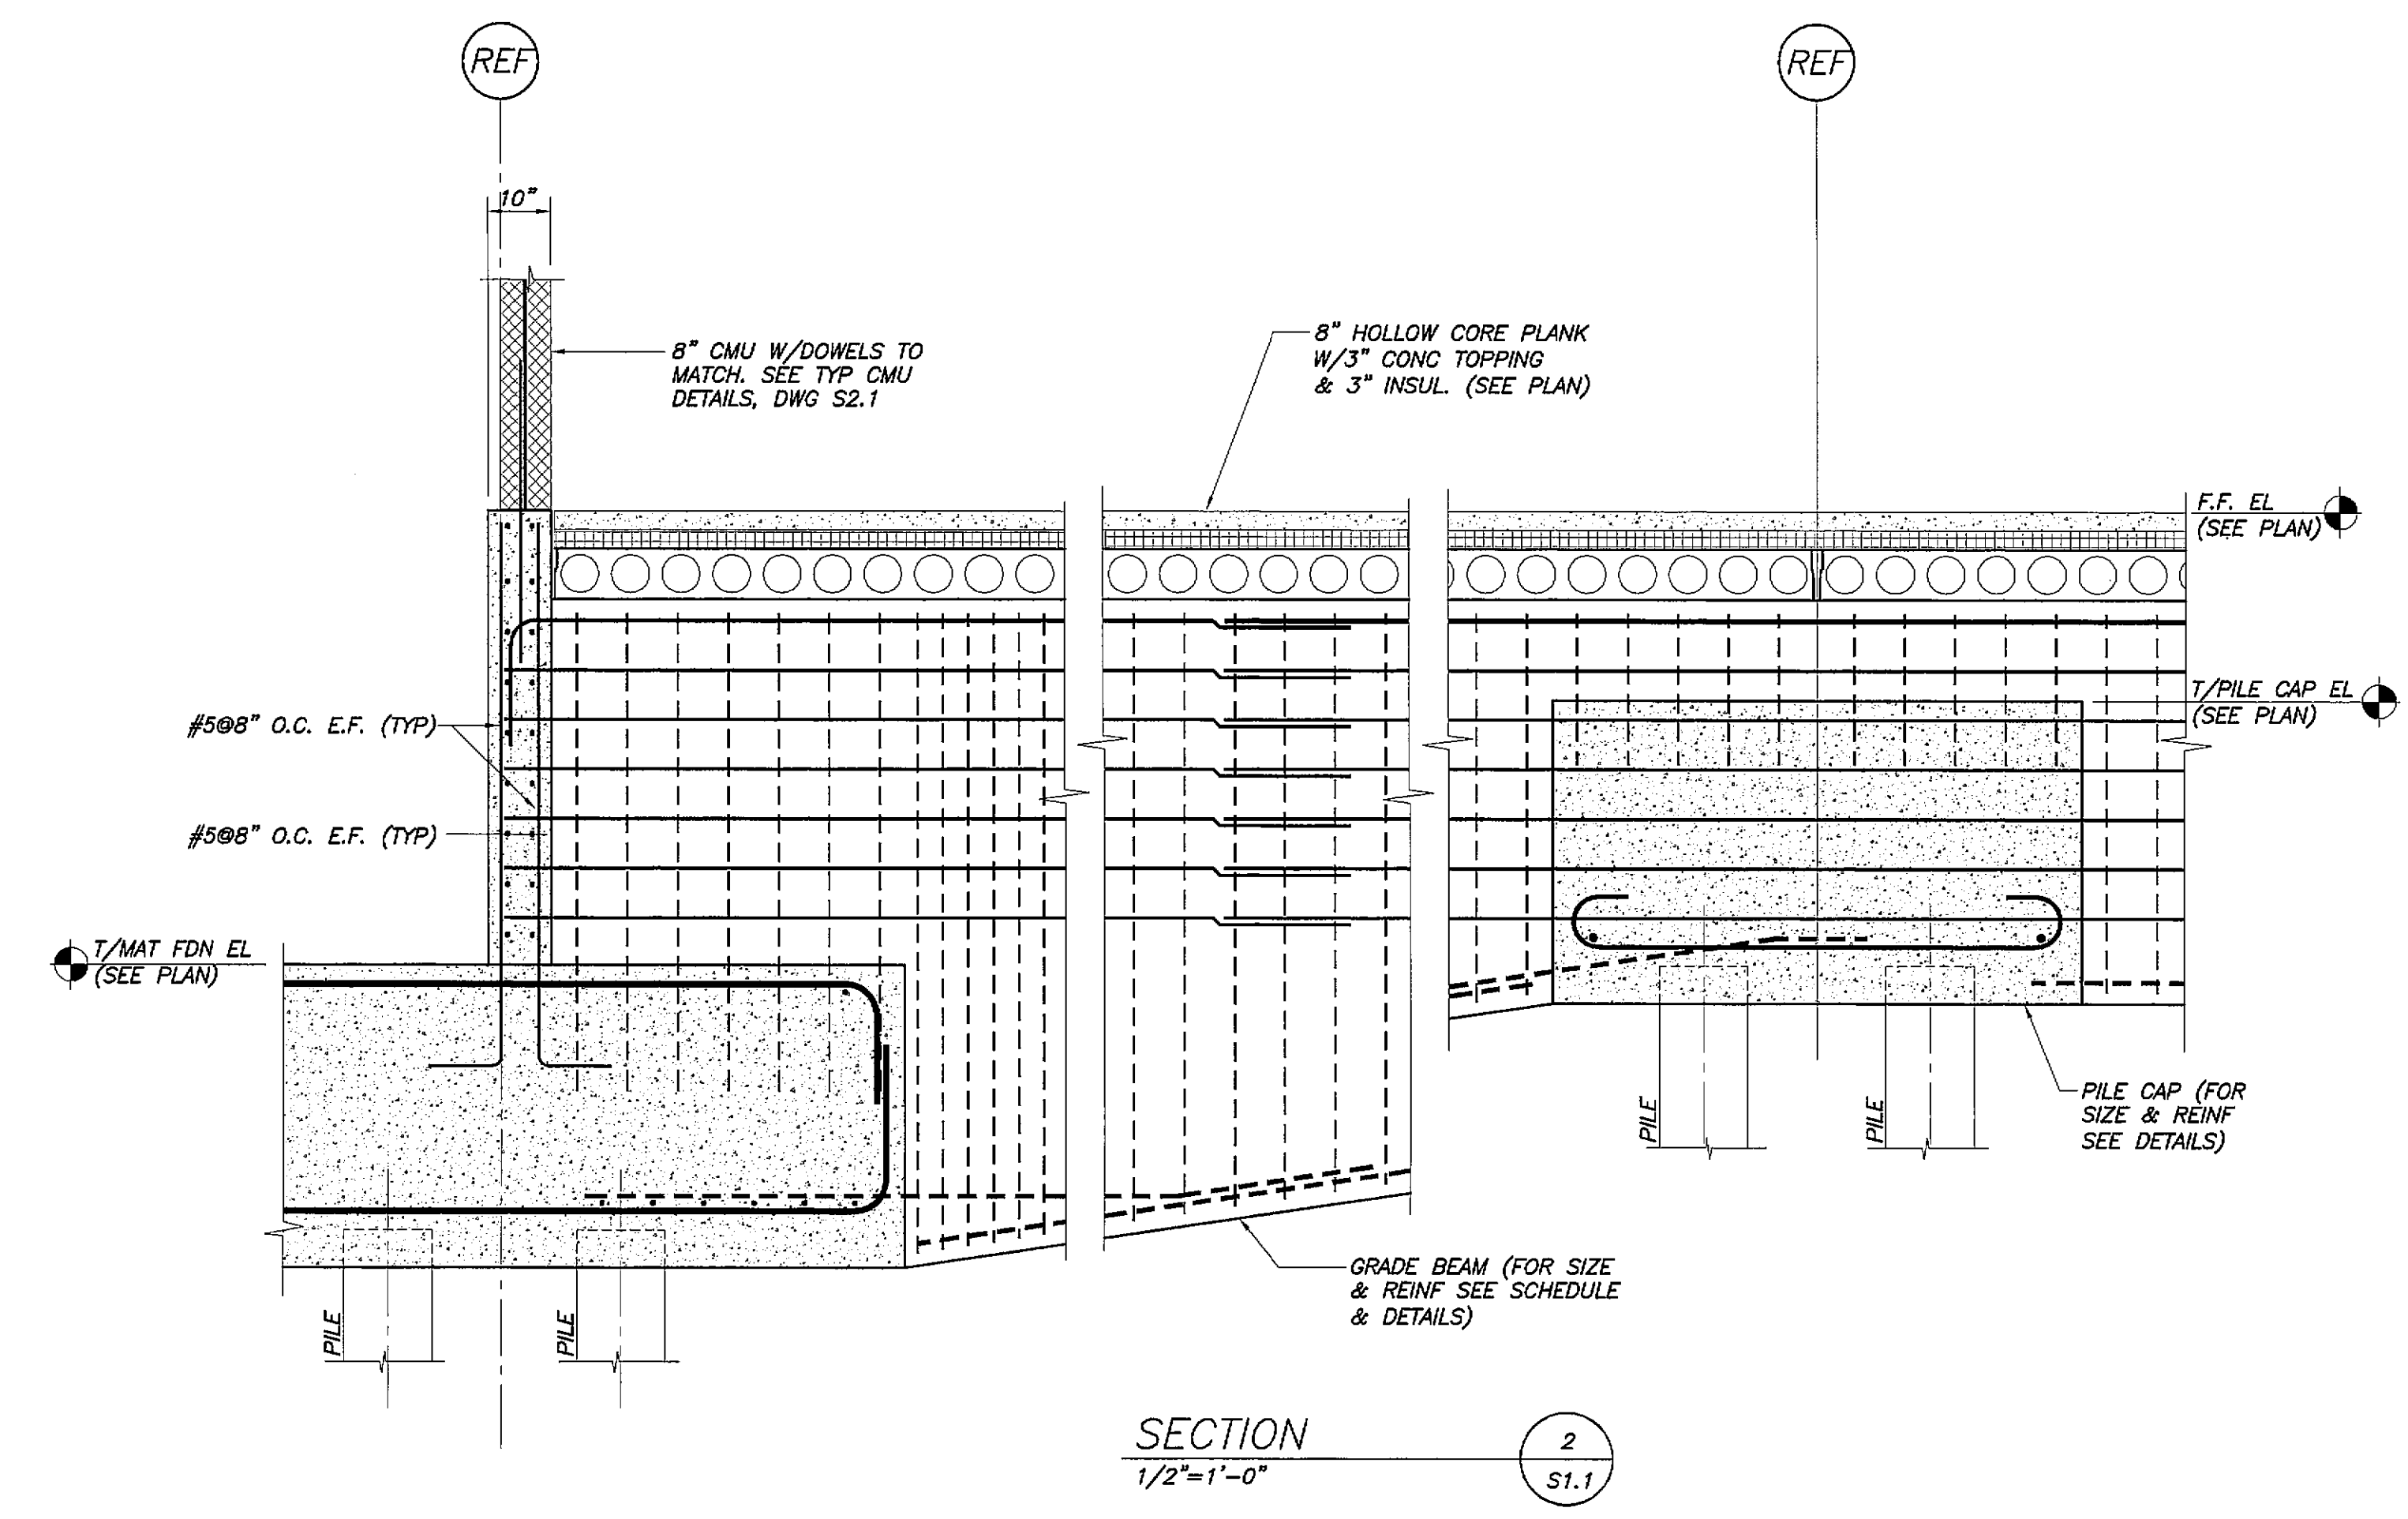 REF
REF
10"
8" CMU W/DOWELS TO
MATCH. SEE TYP CMU
DETAILS, DWG S2.1
8" HOLLOW CORE PLANK
W/3" CONC TOPPING
& 3" INSUL. (SEE PLAN)
F.F. EL
(SEE PLAN)
T/PILE CAP EL
(SEE PLAN)
#5@8" O.C. E.F. (TYP)
#5@8" O.C. E.F. (TYP)
T/MAT FDN EL
(SEE PLAN)
PILE
PILE
PILE CAP (FOR
SIZE & REINF
SEE DETAILS)
GRADE BEAM (FOR SIZE
& REINF SEE SCHEDULE
& DETAILS)
PILE
PILE
SECTION
1/2"=1'-0"
2
S1.1